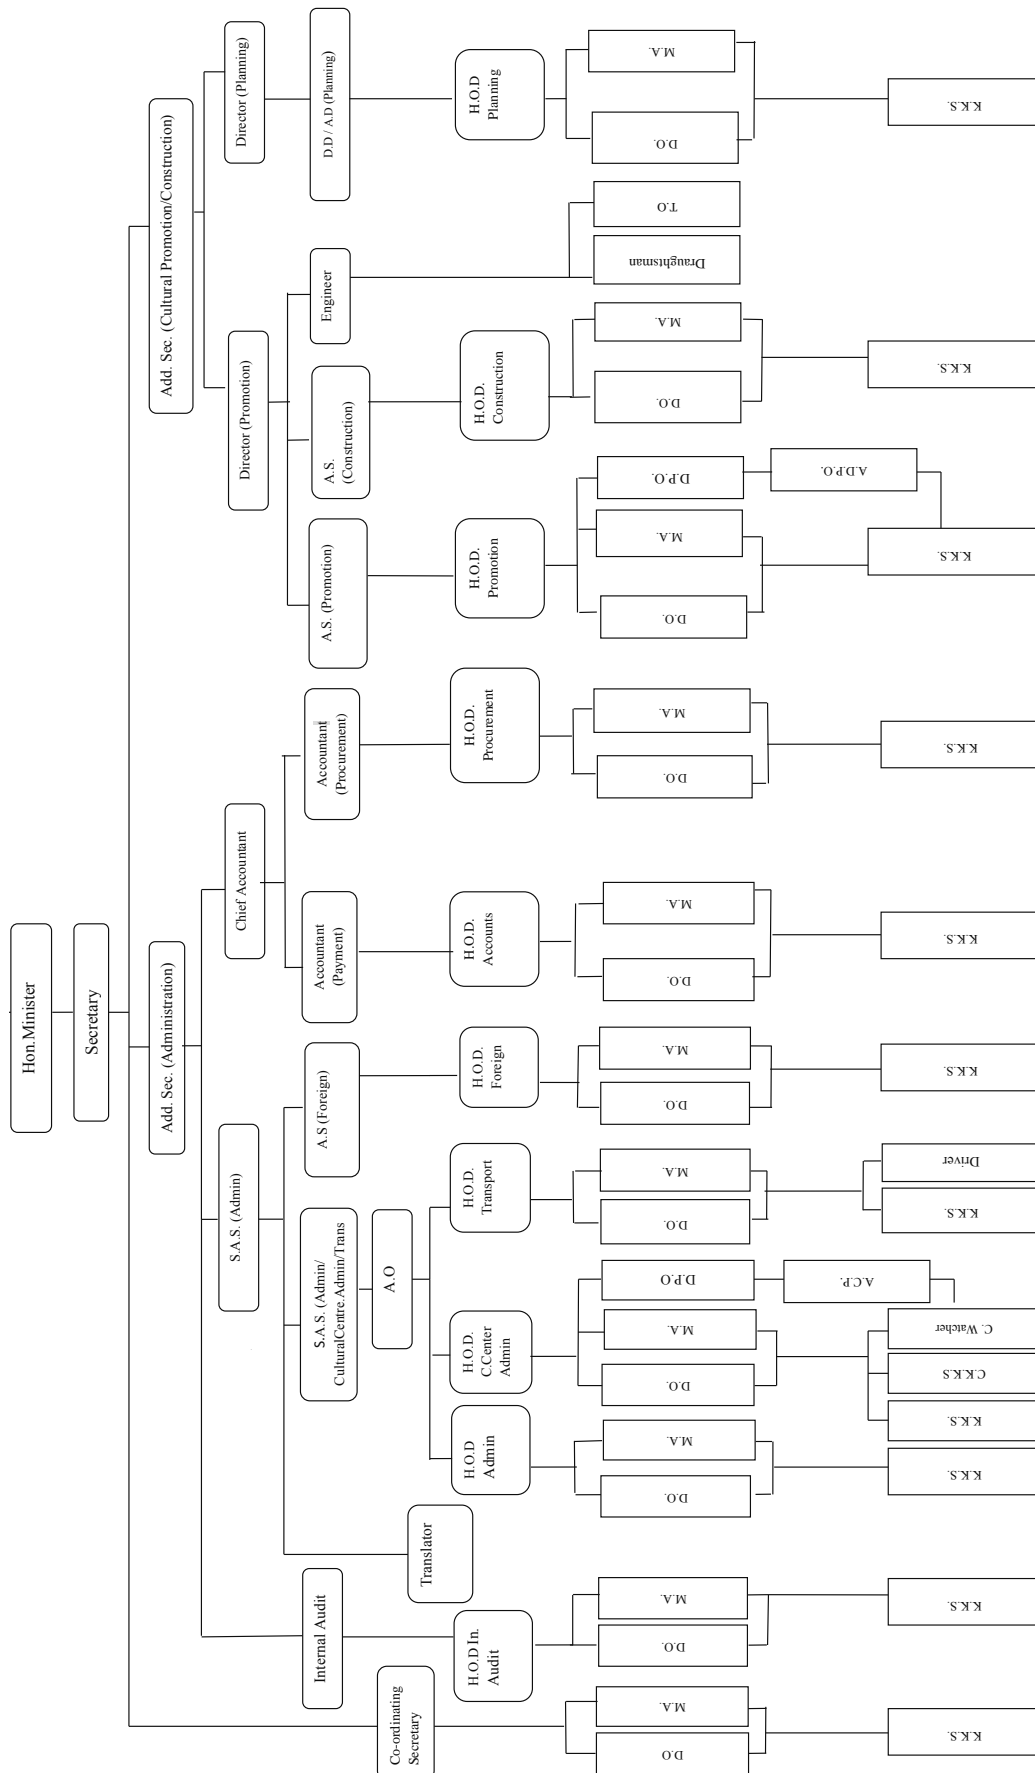 Hon.Minister
Secretary
Add. Sec. (Administration)
Add. Sec. (Cultural Promotion/Construction)
S.A.S. (Admin)
Chief Accountant
Director (Promotion)
Director (Planning)
Internal Audit
S.A.S. (Admin/
CulturalCentre.Admin/Trans
A.S (Foreign)
Accountant
(Payment)
Accountant
(Procurement)
A.S. (Promotion)
A.S.
(Construction)
Engineer
D.D / A.D (Planning)
Co-ordinating
Secretary
Translator
A.O
H.O.D In.
Audit
H.O.D
Admin
H.O.D.
C.Center
Admin
H.O.D.
Transport
H.O.D.
Foreign
H.O.D.
Accounts
H.O.D.
Procurement
H.O.D.
Promotion
H.O.D.
Construction
H.O.D
Planning
D.O
M.A.
D.O.
M.A.
D.O.
M.A.
D.O.
M.A.
D.P.O
D.O.
M.A.
D.O.
M.A.
D.O.
M.A.
D.O.
M.A.
D.O.
M.A.
D.P.O.
D.O.
M.A.
Draughtsman
T.O
D.O.
M.A.
A.C.P.
A.D.P.O.
K.K.S.
K.K.S.
K.K.S.
K.K.S.
C.K.K.S
C. Watcher
K.K.S.
Driver
K.K.S.
K.K.S.
K.K.S.
K.K.S.
K.K.S.
K.K.S.